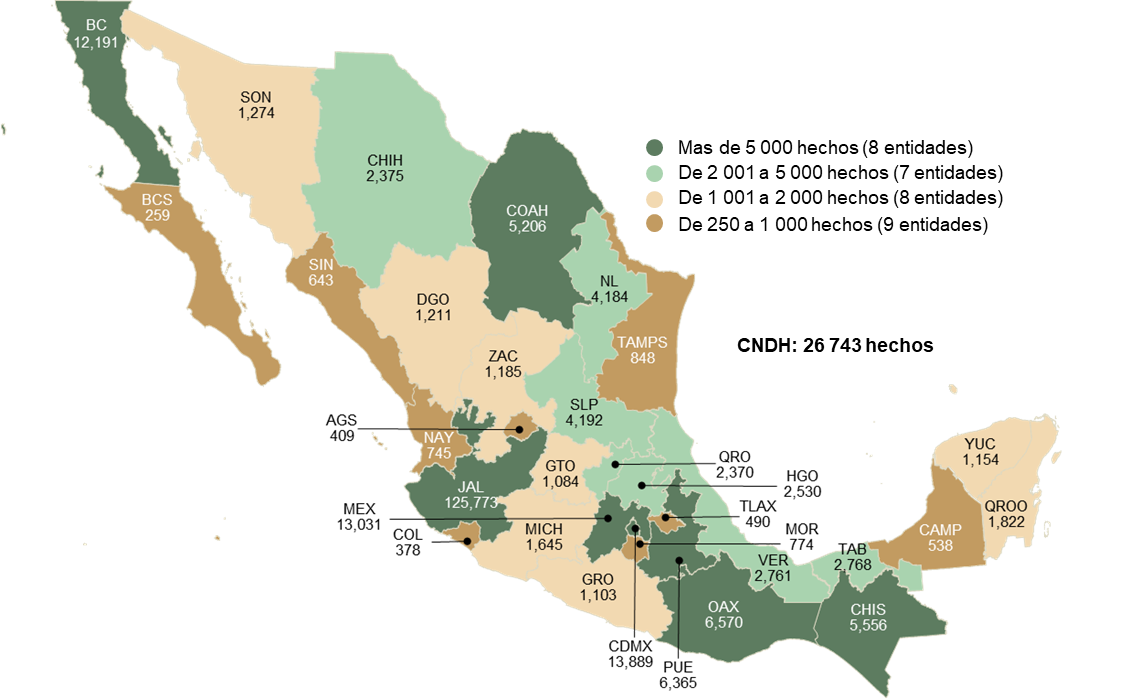 BC
12,191
SON
1,274
CHIH
2,375
Mas de 5 000 hechos (8 entidades)
De 2 001 a 5 000 hechos (7 entidades)
De 1 001 a 2 000 hechos (8 entidades)
De 250 a 1 000 hechos (9 entidades)
BCS
259
COAH
5,206
SIN
643
NL
4,184
DGO
1,211
TAMPS
848
CNDH: 26 743 hechos
ZAC
1,185
SLP
4,192
AGS
409
NAY
745
YUC
1,154
GTO
1,084
QRO
2,370
HGO
2,530
JAL
125,773
MEX
13,031
TLAX
490
QROO
1,822
COL
378
MICH
1,645
MOR
774
CAMP
538
VER
2,761
TAB
2,768
GRO
1,103
OAX
6,570
CHIS
5,556
CDMX
13,889
PUE
6,365